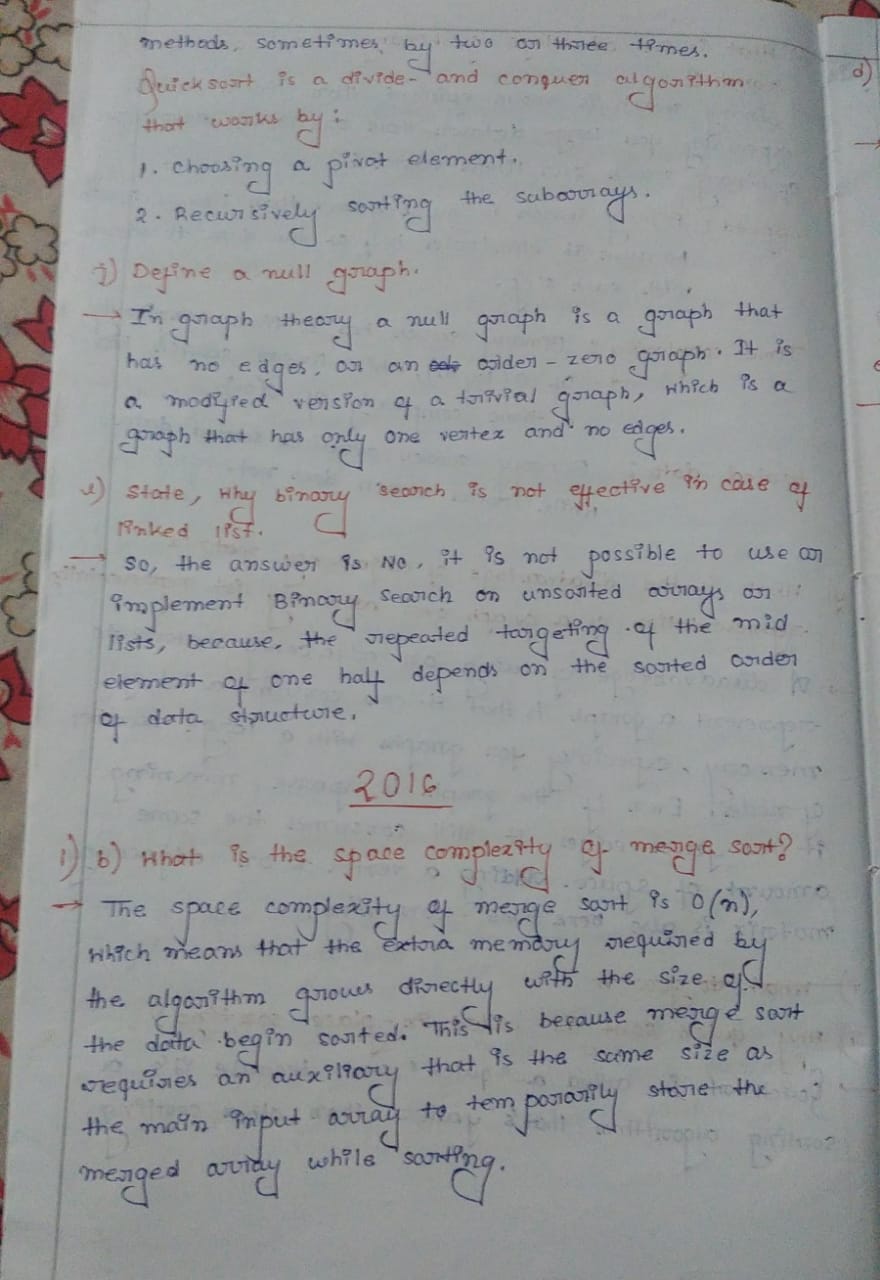 methods, sometimes by two or three times.
Quick sort is a divide- and conquer algorithm
that works by:
1. choosing a pivot element.
2. Recursively sorting the subarrays.
j) Define a null graph.
→ In graph theory a null graph is a graph that
has no edges, or an order-zero graph. It is
a modified version of a trivial graph, which is a
graph that has only one vertex and no edges.
State, why binary search is not effective in case of
linked list.
→ So, the answer is No, it is not possible to use or
implement Binary Search on unsorted arrays or
lists, because, the repeated targeting of the mid
element of one half depends on the sorted order
of data structure.
2016
1) b) What is the space complexity of merge sort?
→ The space complexity of merge sort is O(n),
which means that the extra memory required by
the algorithm grows directly with the size of
the data begin sorted. This is because merge sort
requires an auxiliary that is the same size as
the main input array to temporarily store the
merged array while sorting.
d)